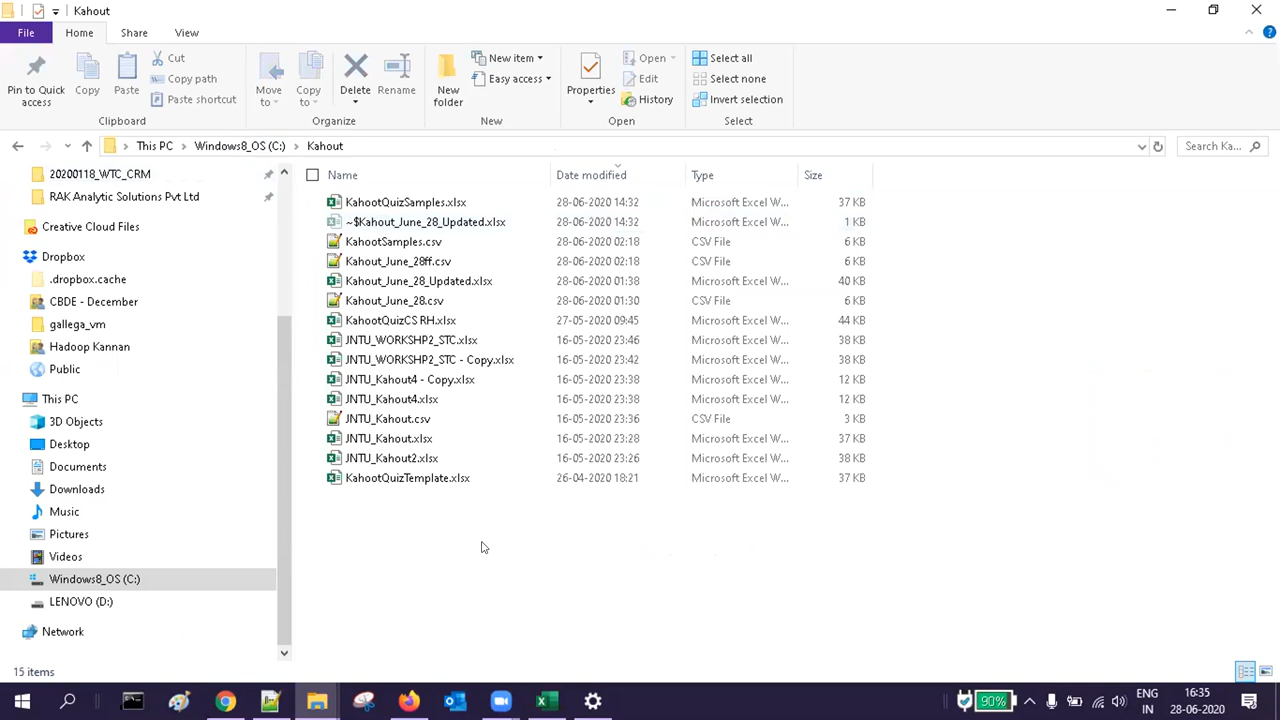 Kahout
File Home Share View
Pin to Quick access
Copy
Paste
Cut
Copy path
Paste shortcut
Clipboard
Move to
Copy to
Delete
Rename
Organize
New folder
New item
Easy access
New
Properties
Open
Edit
History
Open
Select all
Select none
Invert selection
Select
This PC > Windows8_OS (C:) > Kahout
Search Ka...
20200118_WTC_CRM
RAK Analytic Solutions Pvt Ltd
Creative Cloud Files
Dropbox
.dropbox.cache
CBDE - December
gallega_vm
Hadoop Kannan
Public
This PC
3D Objects
Desktop
Documents
Downloads
Music
Pictures
Videos
Windows8_OS (C:)
LENOVO (D:)
Network
Name Date modified Type Size
KahootQuizSamples.xlsx 28-06-2020 14:32 Microsoft Excel W... 37 KB
~$Kahout_June_28_Updated.xlsx 28-06-2020 14:32 Microsoft Excel W... 1 KB
KahootSamples.csv 28-06-2020 02:18 CSV File 6 KB
Kahout_June_28ff.csv 28-06-2020 02:18 CSV File 6 KB
Kahout_June_28_Updated.xlsx 28-06-2020 01:38 Microsoft Excel W... 40 KB
Kahout_June_28.csv 28-06-2020 01:30 CSV File 6 KB
KahootQuizCS RH.xlsx 27-05-2020 09:45 Microsoft Excel W... 44 KB
JNTU_WORKSHP2_STC.xlsx 16-05-2020 23:46 Microsoft Excel W... 38 KB
JNTU_WORKSHP2_STC - Copy.xlsx 16-05-2020 23:42 Microsoft Excel W... 38 KB
JNTU_Kahout4 - Copy.xlsx 16-05-2020 23:38 Microsoft Excel W... 12 KB
JNTU_Kahout4.xlsx 16-05-2020 23:38 Microsoft Excel W... 12 KB
JNTU_Kahout.csv 16-05-2020 23:36 CSV File 3 KB
JNTU_Kahout.xlsx 16-05-2020 23:28 Microsoft Excel W... 37 KB
JNTU_Kahout2.xlsx 16-05-2020 23:26 Microsoft Excel W... 38 KB
KahootQuizTemplate.xlsx 26-04-2020 18:21 Microsoft Excel W... 37 KB
15 items
90%
ENG
IN
16:35
28-06-2020